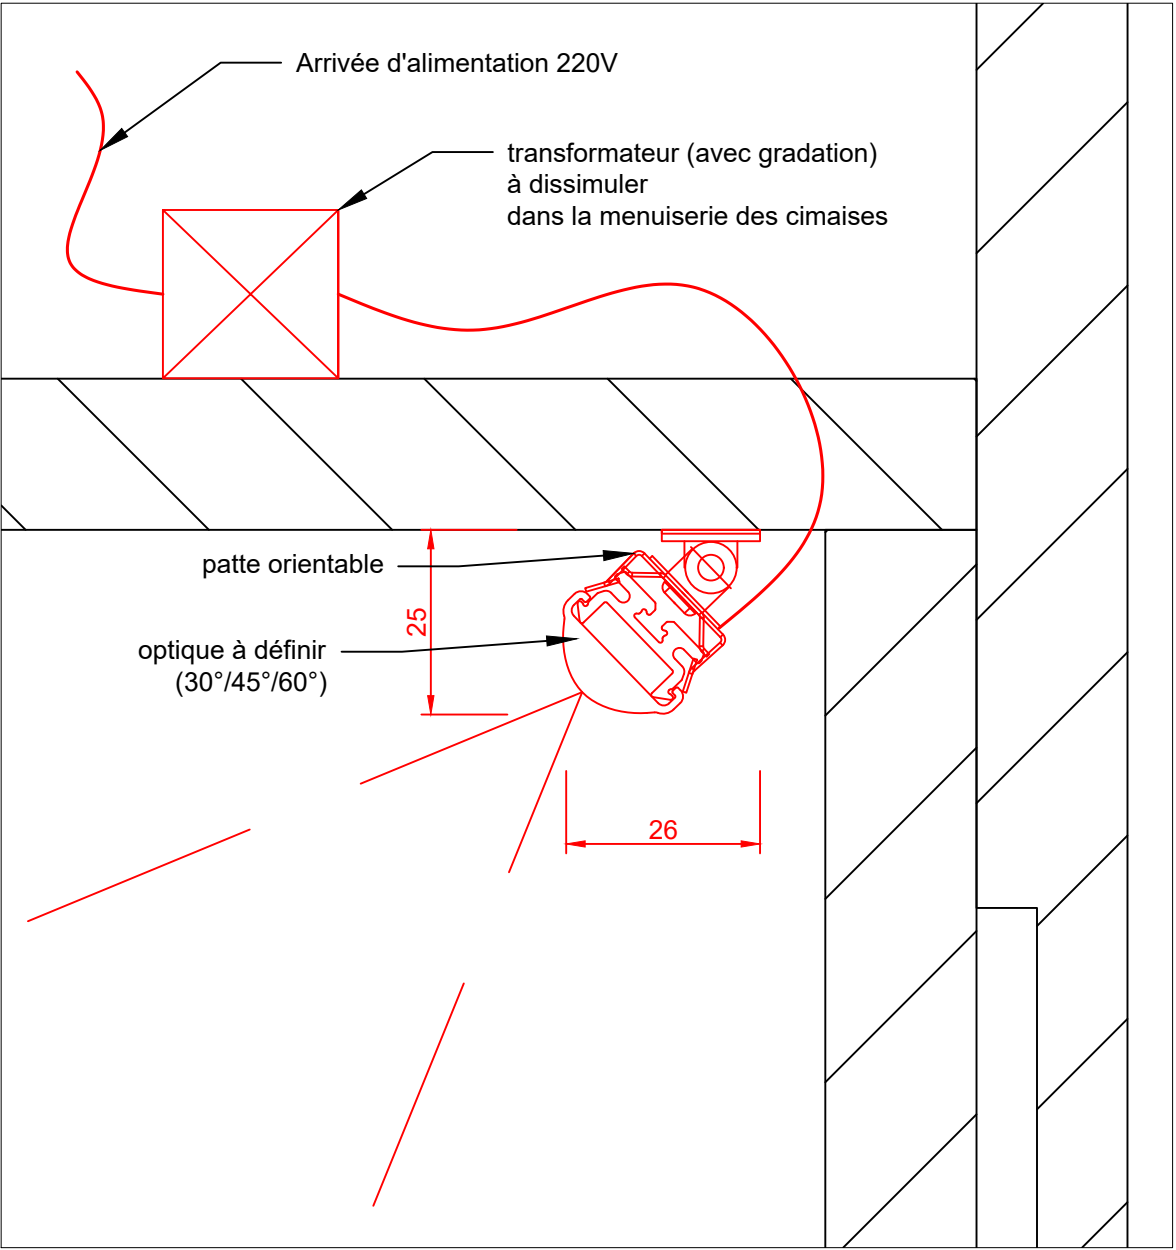 Arrivée d'alimentation 220V
transformateur (avec gradation)
à dissimuler
dans la menuiserie des cimaises
patte orientable
25
optique à définir
(30°/45°/60°)
26